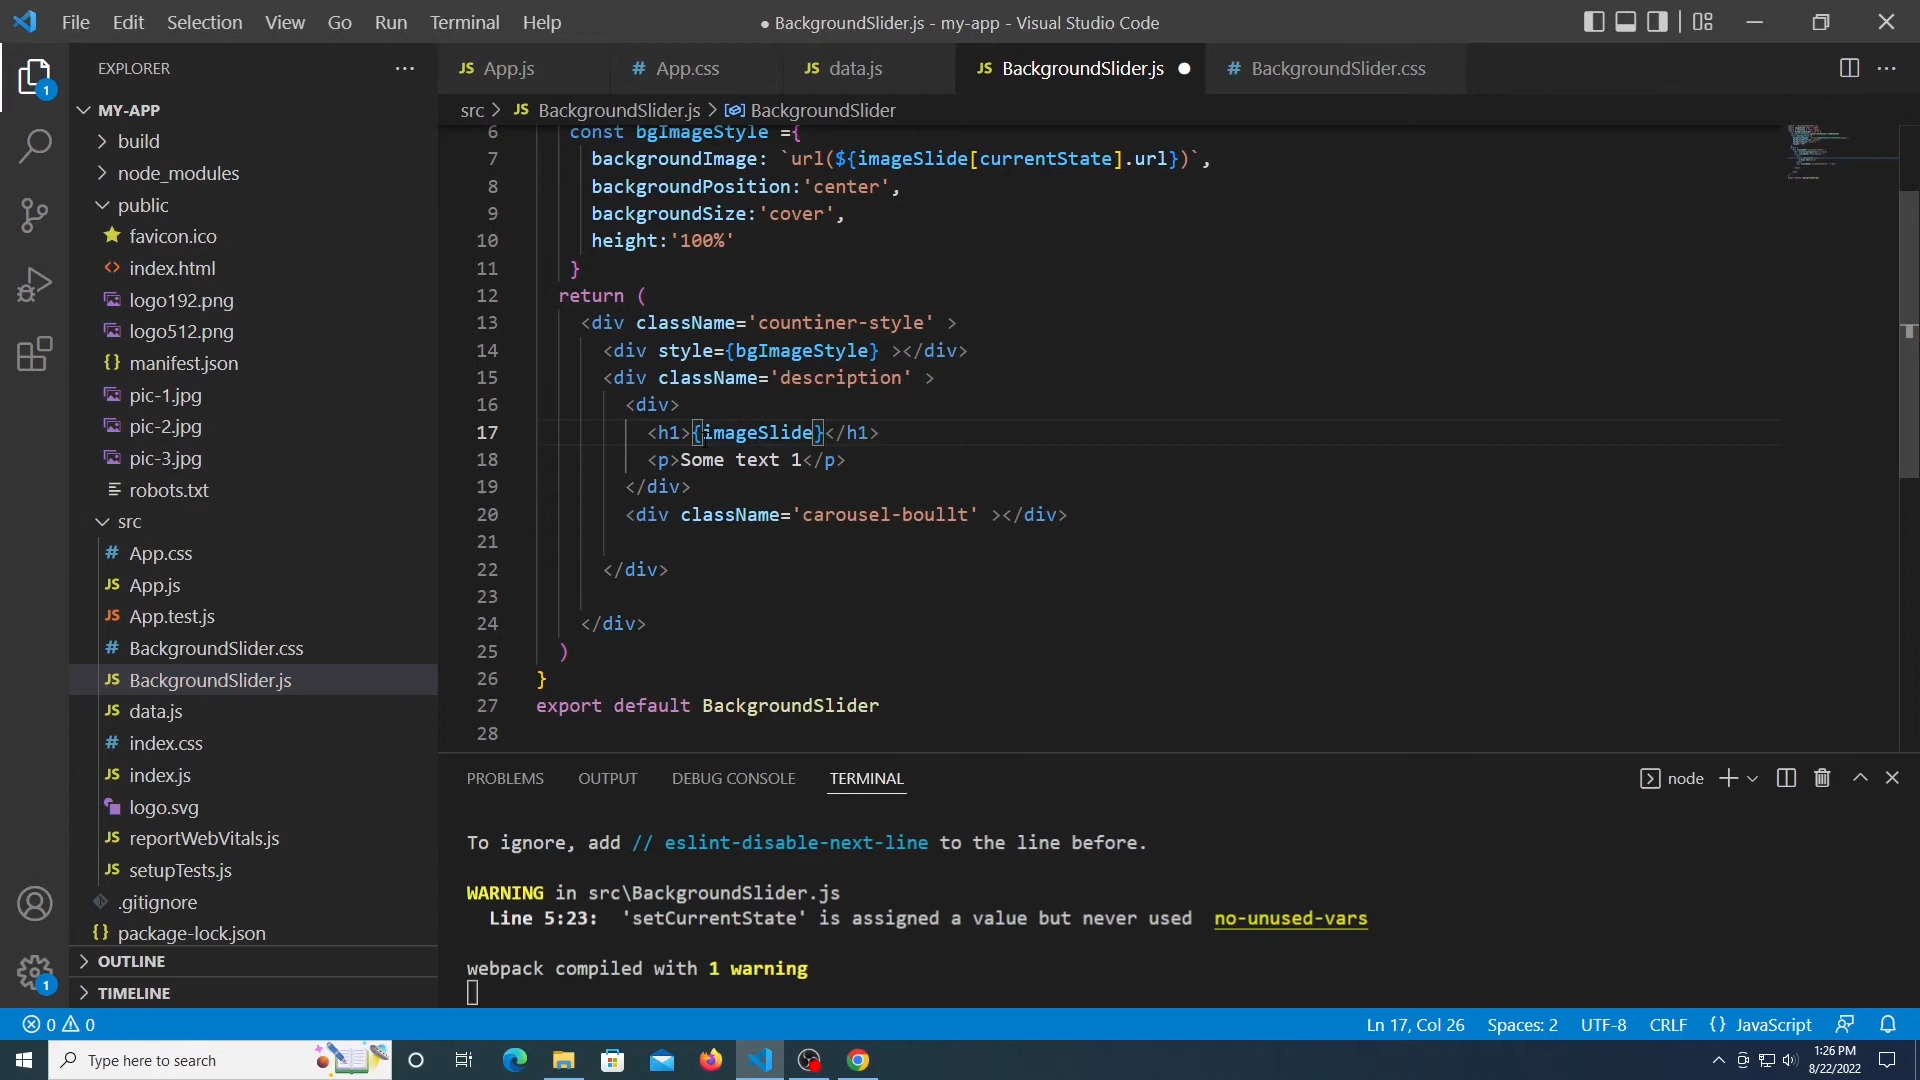 File Edit Selection View Go Run Terminal Help
● BackgroundSlider.js - my-app - Visual Studio Code
EXPLORER
MY-APP
build
node_modules
public
favicon.ico
index.html
logo192.png
logo512.png
manifest.json
pic-1.jpg
pic-2.jpg
pic-3.jpg
robots.txt
src
App.css
App.js
App.test.js
BackgroundSlider.css
BackgroundSlider.js
data.js
index.css
index.js
logo.svg
reportWebVitals.js
setupTests.js
.gitignore
package-lock.json
OUTLINE
TIMELINE
1
1
JS App.js # App.css JS data.js JS BackgroundSlider.js ● # BackgroundSlider.css
src > JS BackgroundSlider.js > BackgroundSlider
6 const bgImageStyle ={
7 backgroundImage: `url(${imageSlide[currentState].url})`,
8 backgroundPosition:'center',
9 backgroundSize:'cover',
10 height:'100%'
11 }
12 return (
13 <div className='countiner-style' >
14 <div style={bgImageStyle} ></div>
15 <div className='description' >
16 <div>
17 <h1>{imageSlide}</h1>
18 <p>Some text 1</p>
19 </div>
20 <div className='carousel-boullt' ></div>
21
22 </div>
23
24 </div>
25 )
26 }
27 export default BackgroundSlider
28
PROBLEMS OUTPUT DEBUG CONSOLE TERMINAL
node
To ignore, add // eslint-disable-next-line to the line before.
WARNING in src\BackgroundSlider.js
Line 5:23: 'setCurrentState' is assigned a value but never used no-unused-vars
webpack compiled with 1 warning
0 0
Ln 17, Col 26 Spaces: 2 UTF-8 CRLF {} JavaScript
Type here to search
1:26 PM
8/22/2022